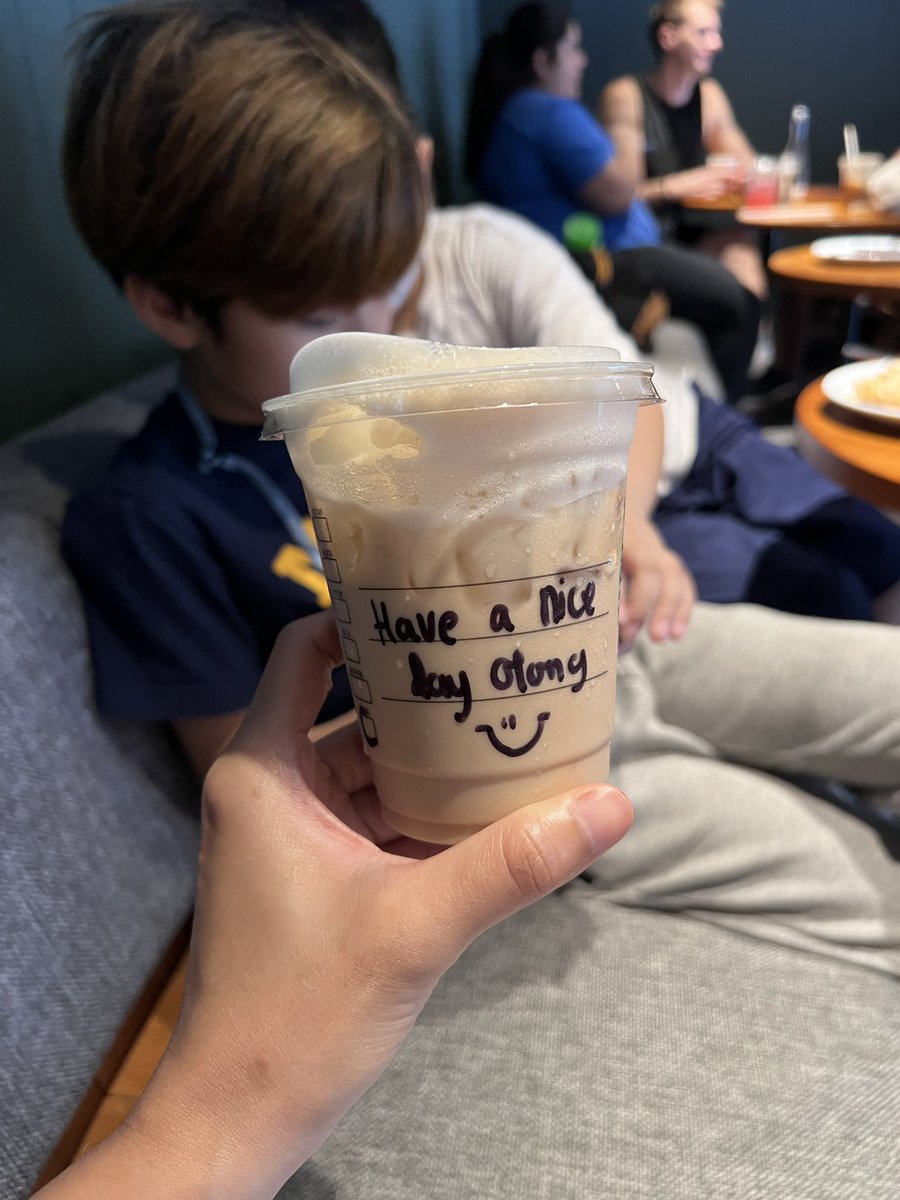 Have a nice
day Olong